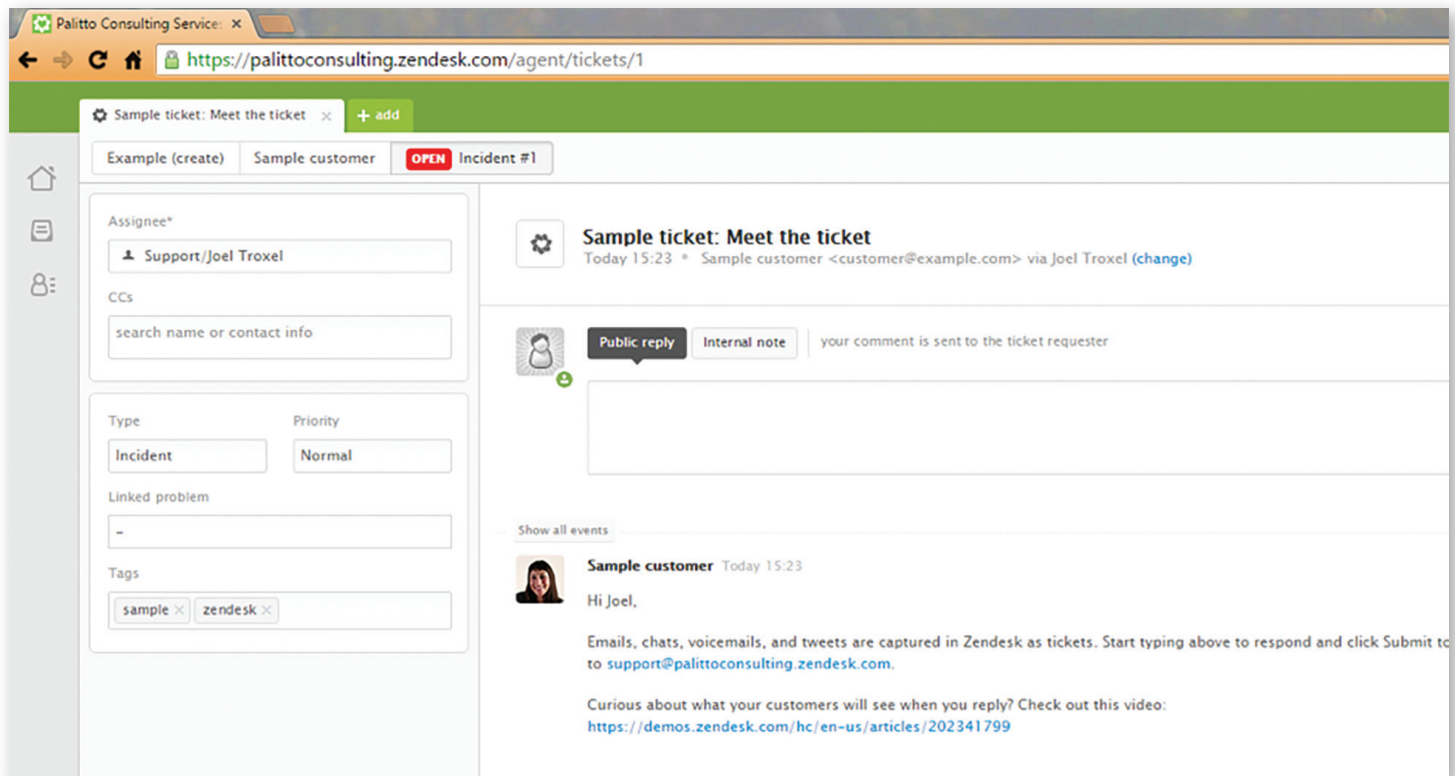 Palitto Consulting Service:
https://palittoconsulting.zendesk.com/agent/tickets/1
Sample ticket: Meet the ticket
+ add
Example (create)
Sample customer
OPEN Incident #1
Assignee*
Support/Joel Troxel
CCs
search name or contact info
Type
Priority
Incident
Normal
Linked problem
-
Tags
sample ×
zendesk ×
Sample ticket: Meet the ticket
Today 15:23 • Sample customer <customer@example.com> via Joel Troxel (change)
Public reply
Internal note
your comment is sent to the ticket requester
Show all events
Sample customer Today 15:23
Hi Joel,
Emails, chats, voicemails, and tweets are captured in Zendesk as tickets. Start typing above to respond and click Submit to
to support@palittoconsulting.zendesk.com.
Curious about what your customers will see when you reply? Check out this video:
https://demos.zendesk.com/hc/en-us/articles/202341799